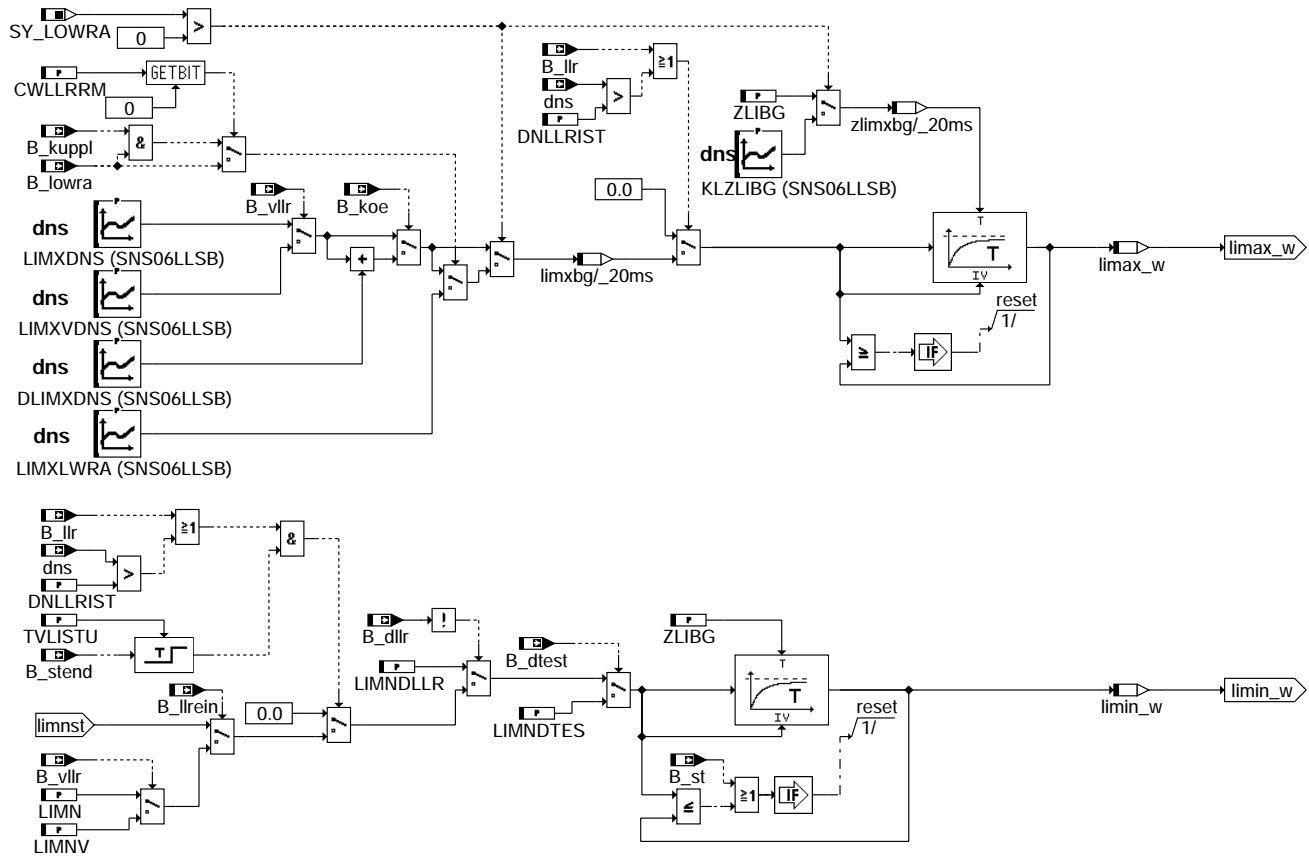 SY_LOWRA
0
>
CWLLRRM
P
GETBIT
0
B_kuppl
&
B_lowra
B_vllr
B_koe
dns
P
LIMXDNS (SNS06LLSB)
+
dns
P
LIMXVDNS (SNS06LLSB)
dns
P
DLIMXDNS (SNS06LLSB)
dns
P
LIMXLWRA (SNS06LLSB)
limxbg/_20ms
B_llr
≧1
dns
>
P
DNLLRIST
0.0
P
ZLIBG
dns
P
KLZLIBG (SNS06LLSB)
zlimxbg/_20ms
T
T
IV
reset
1/
≥
IF
limax_w
limax_w
B_llr
≧1
&
dns
>
P
DNLLRIST
P
TVLISTU
T
B_stend
B_llrein
0.0
limnst
B_vllr
P
LIMN
P
LIMNV
B_dllr
!
P
LIMNDLLR
B_dtest
P
LIMNDTES
P
ZLIBG
T
T
IV
reset
1/
B_st
≤
≧1
IF
limin_w
limin_w